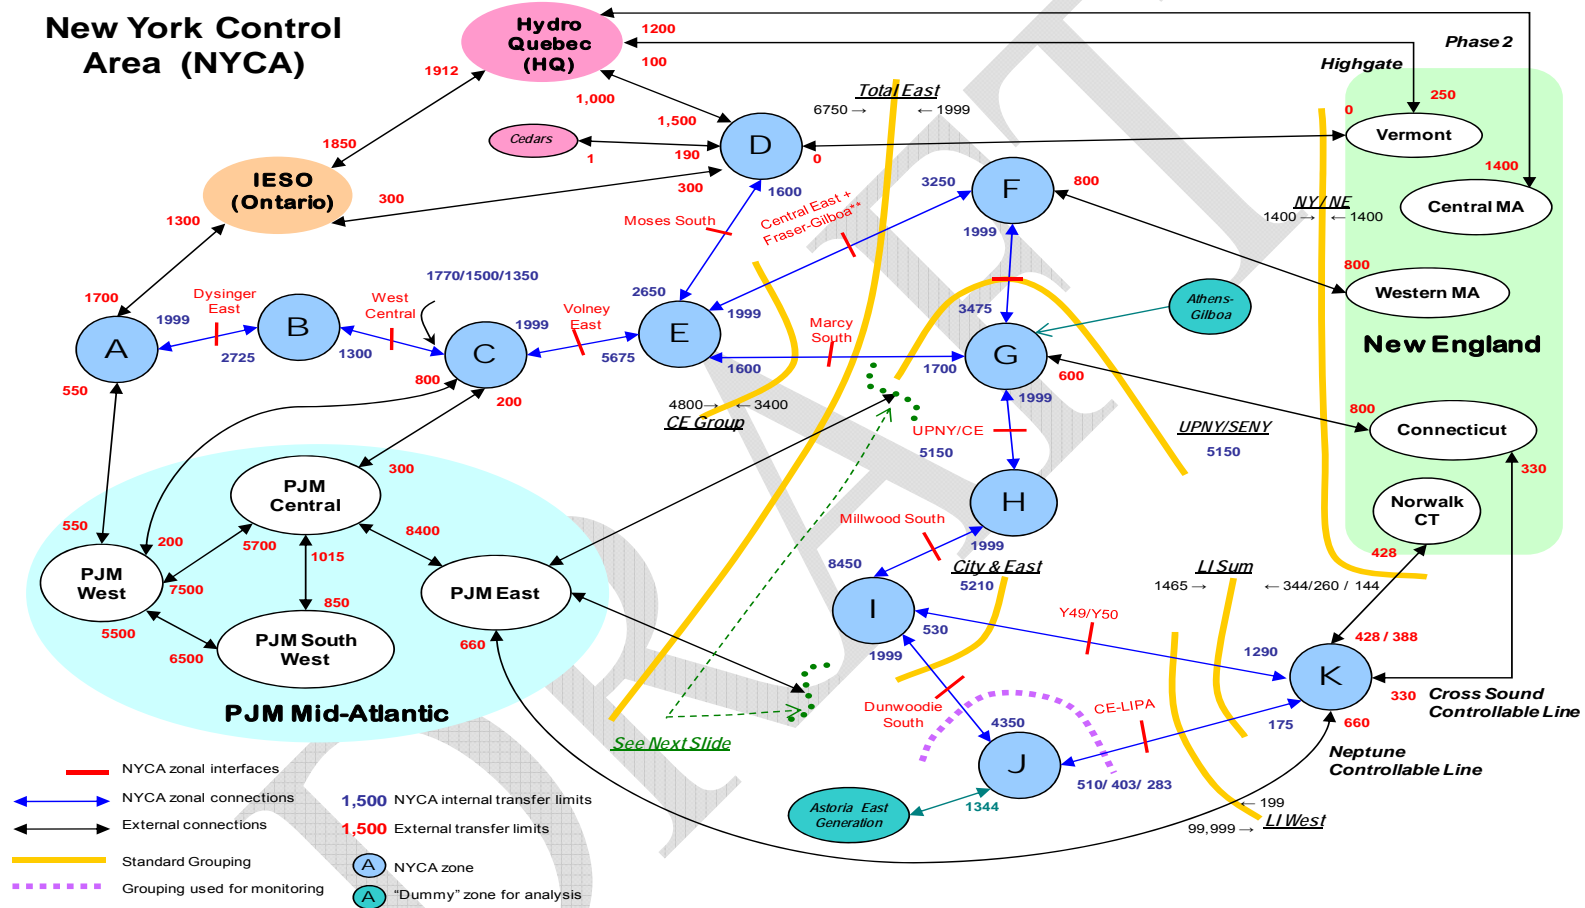 New York Control
Area (NYCA)
Hydro
Quebec
(HQ)
1200
100
1912
1,000
1,500
Phase 2
Highgate
250
0
Vermont
1400
Central MA
Total East
6750 → ← 1999
Cedars
1
190
D
0
1850
IESO
(Ontario)
300
300
1600
1300
Moses South
Central East +
Fraser-Gilboa**
3250
F
800
1999
NY/NE
1400 → ← 1400
800
Western MA
New England
1700
1999
Dysinger
East
A
550
2725
B
1300
West
Central
1770/1500/1350
C
1999
800
200
Volney
East
5675
2650
E
1999
1600
Marcy
South
3475
1700
G
600
1999
Athens-
Gilboa
4800→ ← 3400
CE Group
UPNY/CE
5150
UPNY/SENY
5150
800
Connecticut
330
Norwalk
CT
428
300
PJM
Central
550
200
5700
1015
8400
PJM
West
7500
5500
6500
850
PJM South
West
PJM East
660
PJM Mid-Atlantic
H
Millwood South
1999
8450
City & East
5210
I
530
1999
Y49/Y50
LI Sum
1465 → ← 344/260 / 144
428 / 388
1290
K
330
660
175
Cross Sound
Controllable Line
Neptune
Controllable Line
Dunwoodie
South
CE-LIPA
4350
J
510/ 403/ 283
← 199
99,999 →
LI West
See Next Slide
Astoria East
Generation
1344
NYCA zonal interfaces
NYCA zonal connections
External connections
Standard Grouping
Grouping used for monitoring
1,500 NYCA internal transfer limits
1,500 External transfer limits
A NYCA zone
A "Dummy" zone for analysis
DRAFT